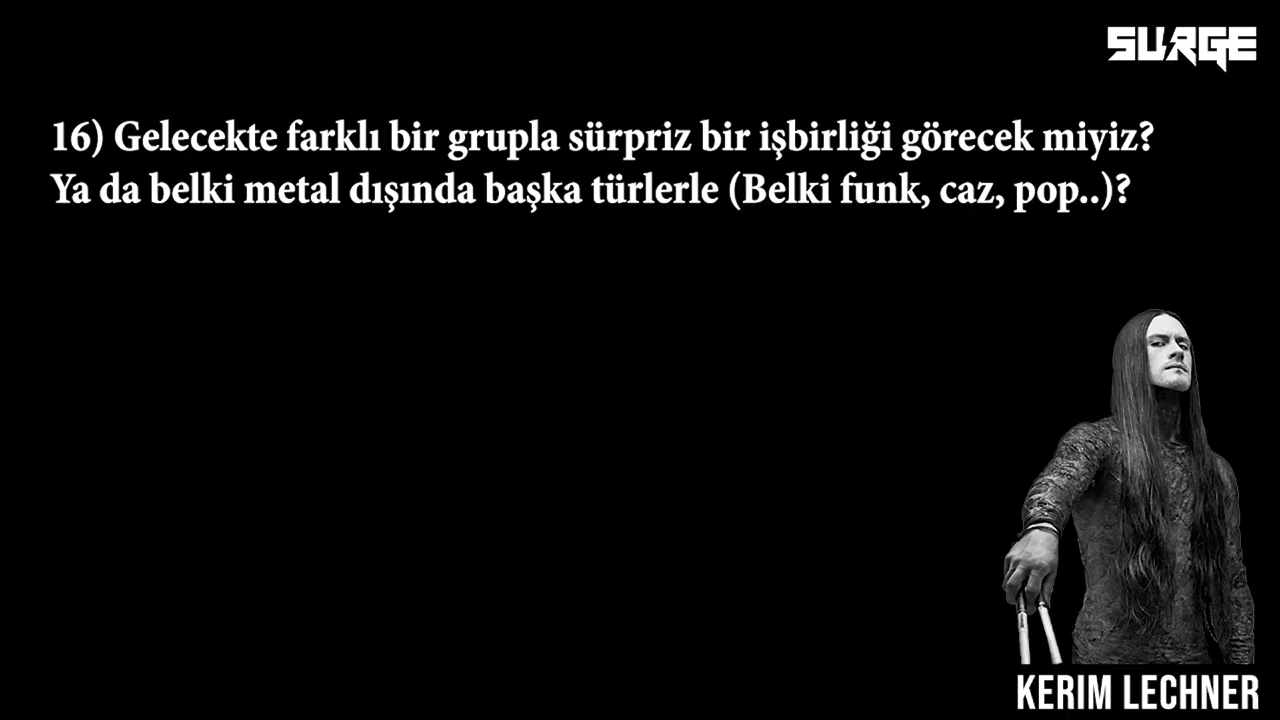 SURGE
16) Gelecekte farklı bir grupla sürpriz bir işbirliği görecek miyiz?
Ya da belki metal dışında başka türlerle (Belki funk, caz, pop..)?
KERIM LECHNER